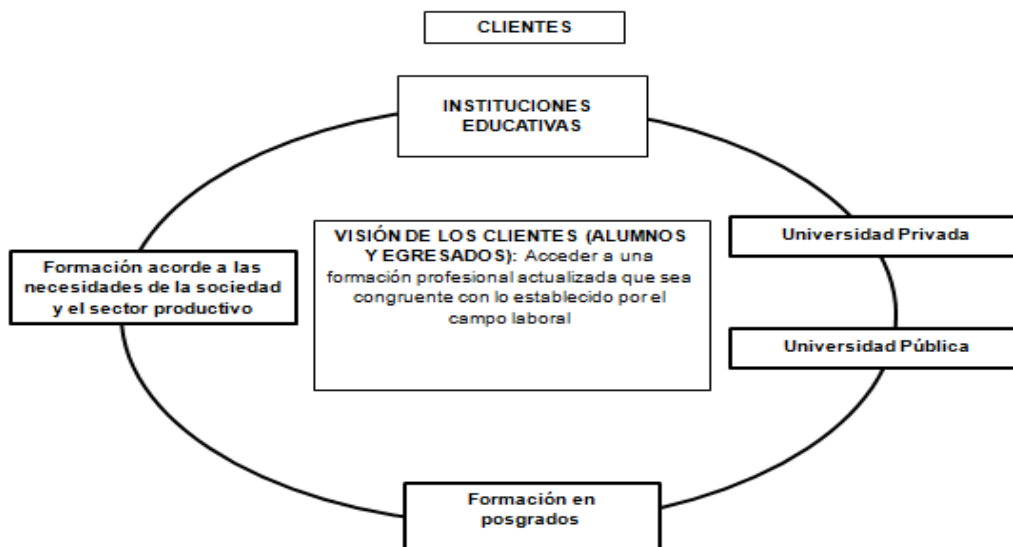 CLIENTES
INSTITUCIONES
EDUCATIVAS
VISIÓN DE LOS CLIENTES (ALUMNOS
Y EGRESADOS): Acceder a una
formación profesional actualizada que sea
congruente con lo establecido por el
campo laboral
Universidad Privada
Formación acorde a las
necesidades de la sociedad
y el sector productivo
Universidad Pública
Formación en
posgrados